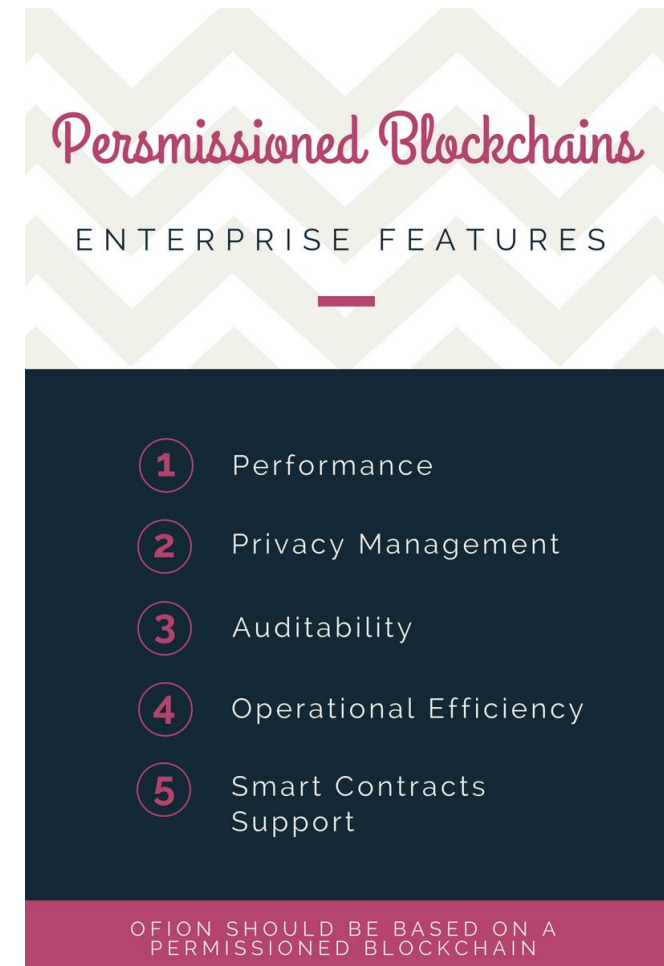 Persmissioned Blockchains
ENTERPRISE FEATURES
1 Performance
2 Privacy Management
3 Auditability
4 Operational Efficiency
5 Smart Contracts
Support
OFION SHOULD BE BASED ON A
PERMISSIONED BLOCKCHAIN